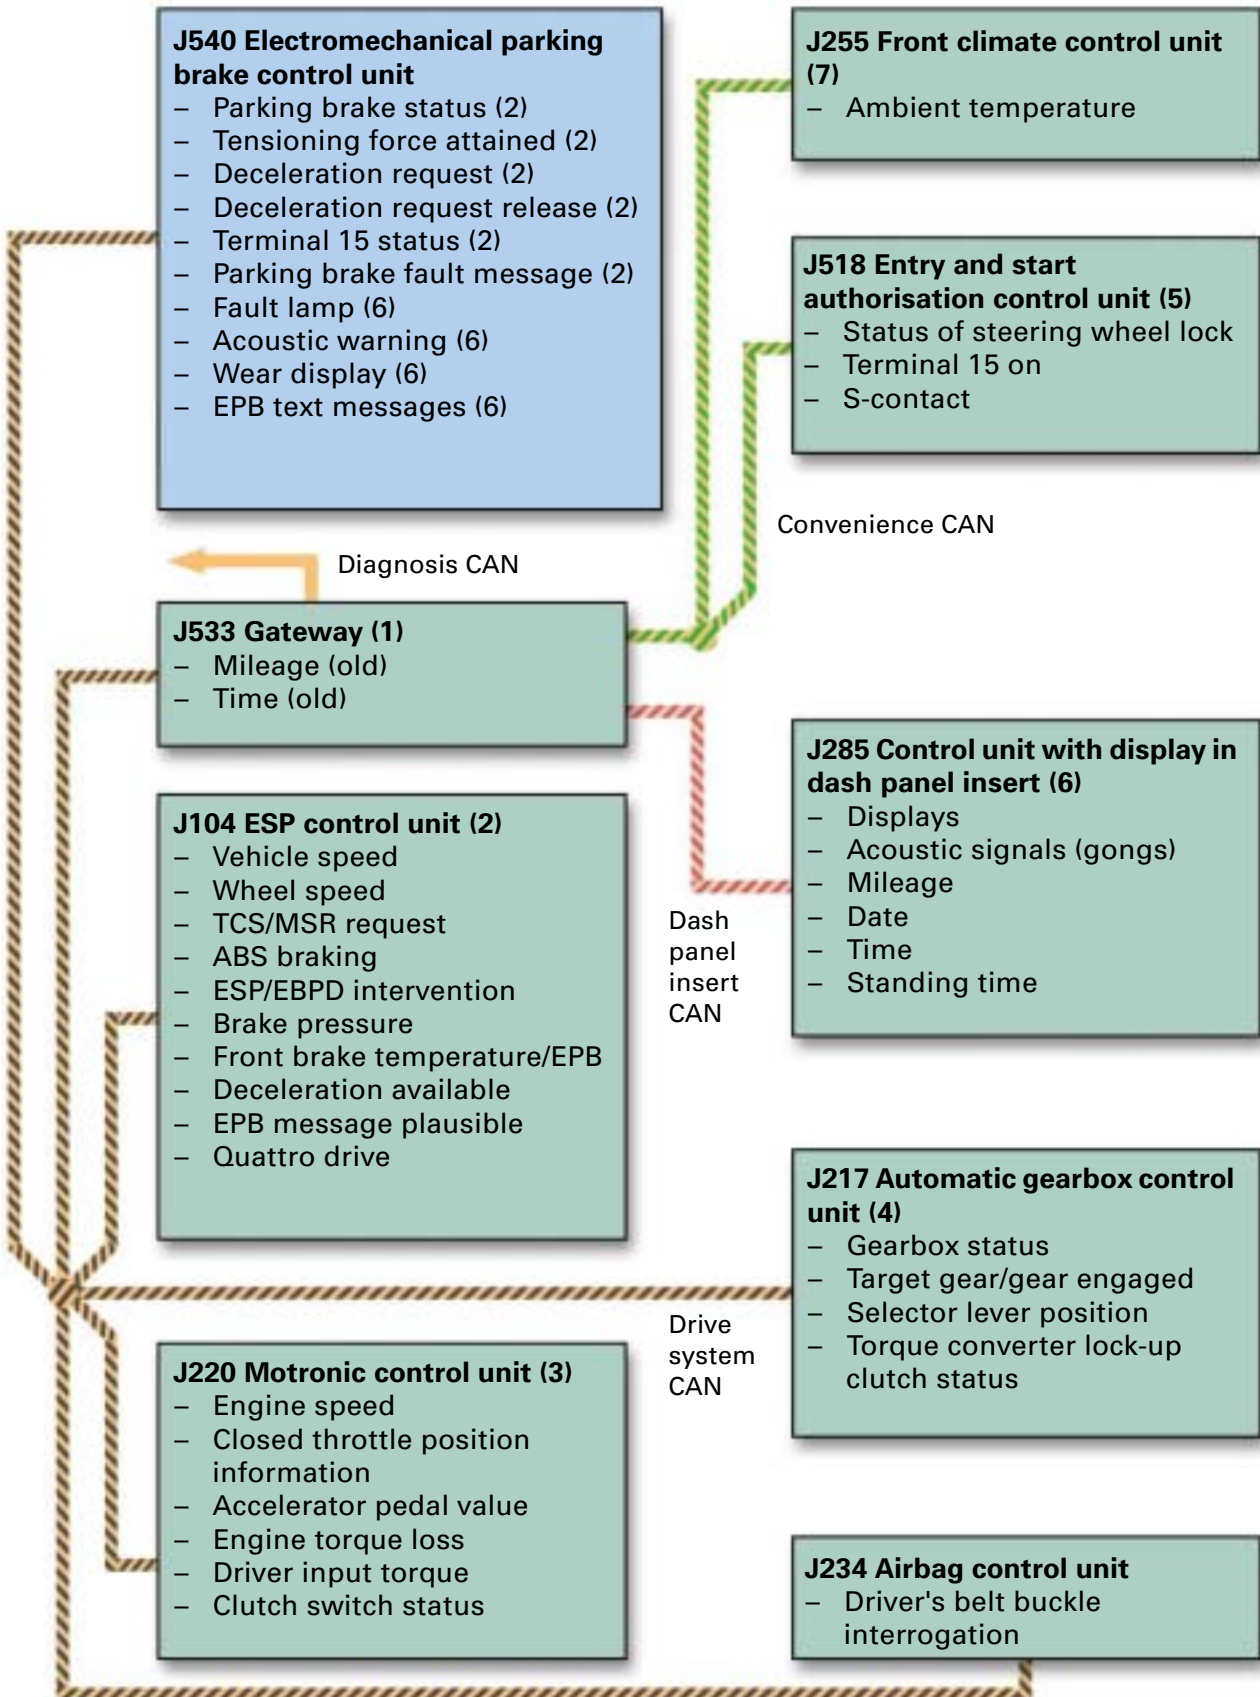 J540 Electromechanical parking
brake control unit
– Parking brake status (2)
– Tensioning force attained (2)
– Deceleration request (2)
– Deceleration request release (2)
– Terminal 15 status (2)
– Parking brake fault message (2)
– Fault lamp (6)
– Acoustic warning (6)
– Wear display (6)
– EPB text messages (6)
J255 Front climate control unit
(7)
– Ambient temperature
J518 Entry and start
authorisation control unit (5)
– Status of steering wheel lock
– Terminal 15 on
– S-contact
Convenience CAN
Diagnosis CAN
J533 Gateway (1)
– Mileage (old)
– Time (old)
J104 ESP control unit (2)
– Vehicle speed
– Wheel speed
– TCS/MSR request
– ABS braking
– ESP/EBPD intervention
– Brake pressure
– Front brake temperature/EPB
– Deceleration available
– EPB message plausible
– Quattro drive
J285 Control unit with display in
dash panel insert (6)
– Displays
– Acoustic signals (gongs)
– Mileage
– Date
– Time
– Standing time
Dash
panel
insert
CAN
J217 Automatic gearbox control
unit (4)
– Gearbox status
– Target gear/gear engaged
– Selector lever position
– Torque converter lock-up
clutch status
Drive
system
CAN
J220 Motronic control unit (3)
– Engine speed
– Closed throttle position
information
– Accelerator pedal value
– Engine torque loss
– Driver input torque
– Clutch switch status
J234 Airbag control unit
– Driver's belt buckle
interrogation